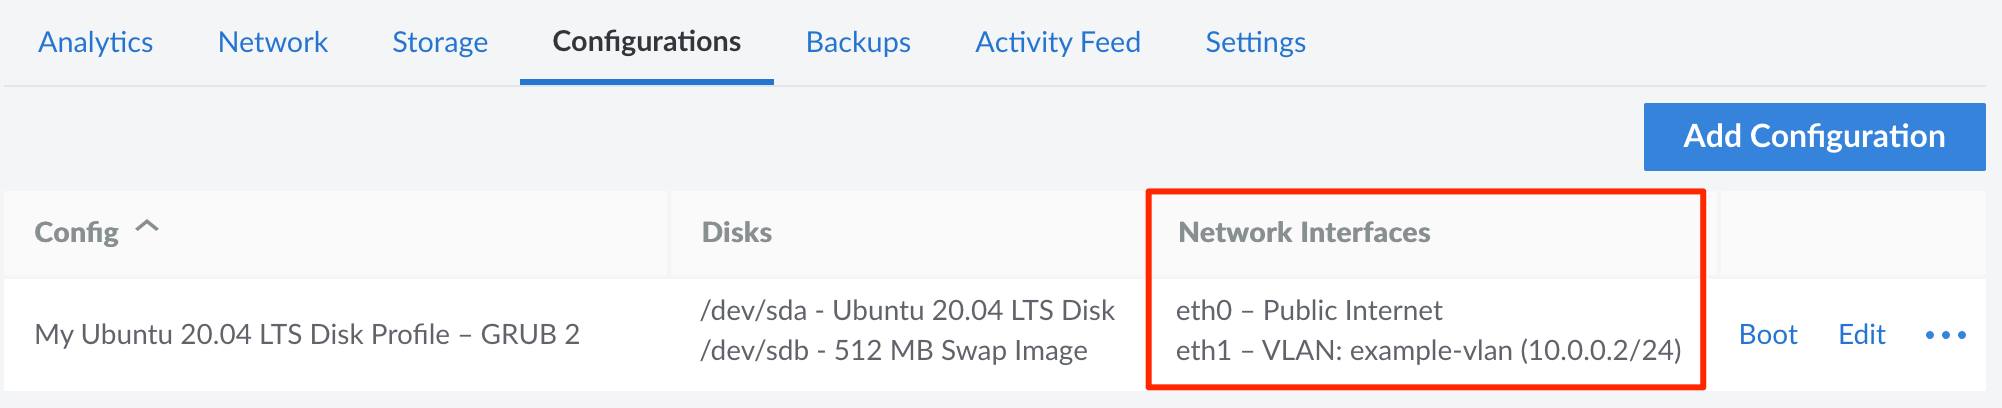 Analytics Network Storage Configurations Backups Activity Feed Settings
Add Configuration
Config Disks Network Interfaces
My Ubuntu 20.04 LTS Disk Profile – GRUB 2
/dev/sda - Ubuntu 20.04 LTS Disk
/dev/sdb - 512 MB Swap Image
eth0 – Public Internet
eth1 – VLAN: example-vlan (10.0.0.2/24)
Boot Edit